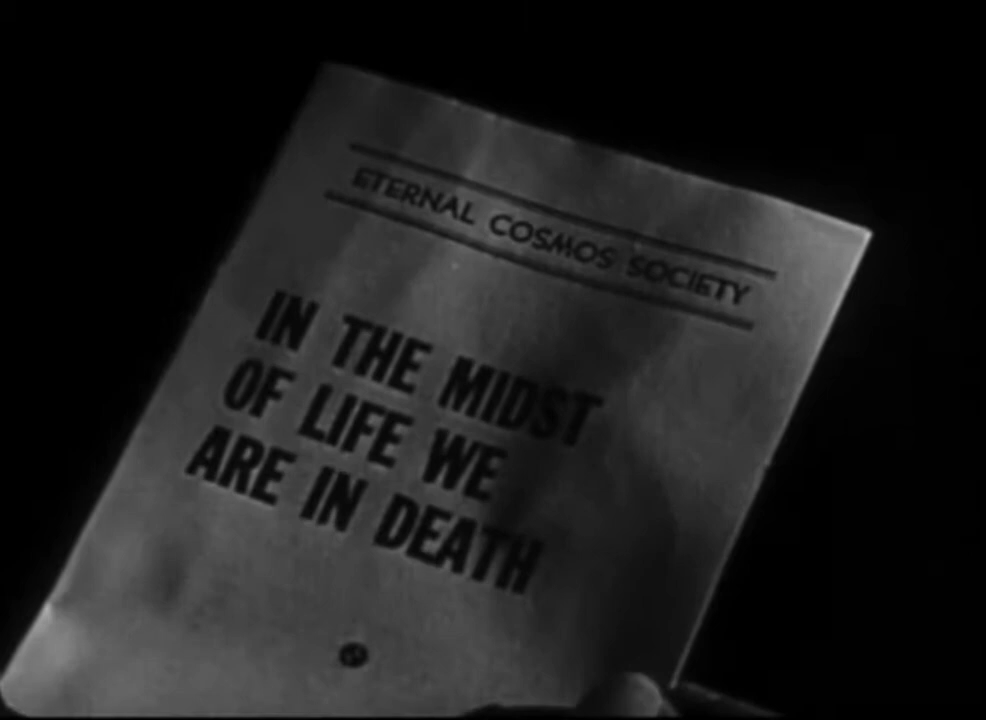 ETERNAL COSMOS SOCIETY
IN THE MIDST
OF LIFE WE
ARE IN DEATH